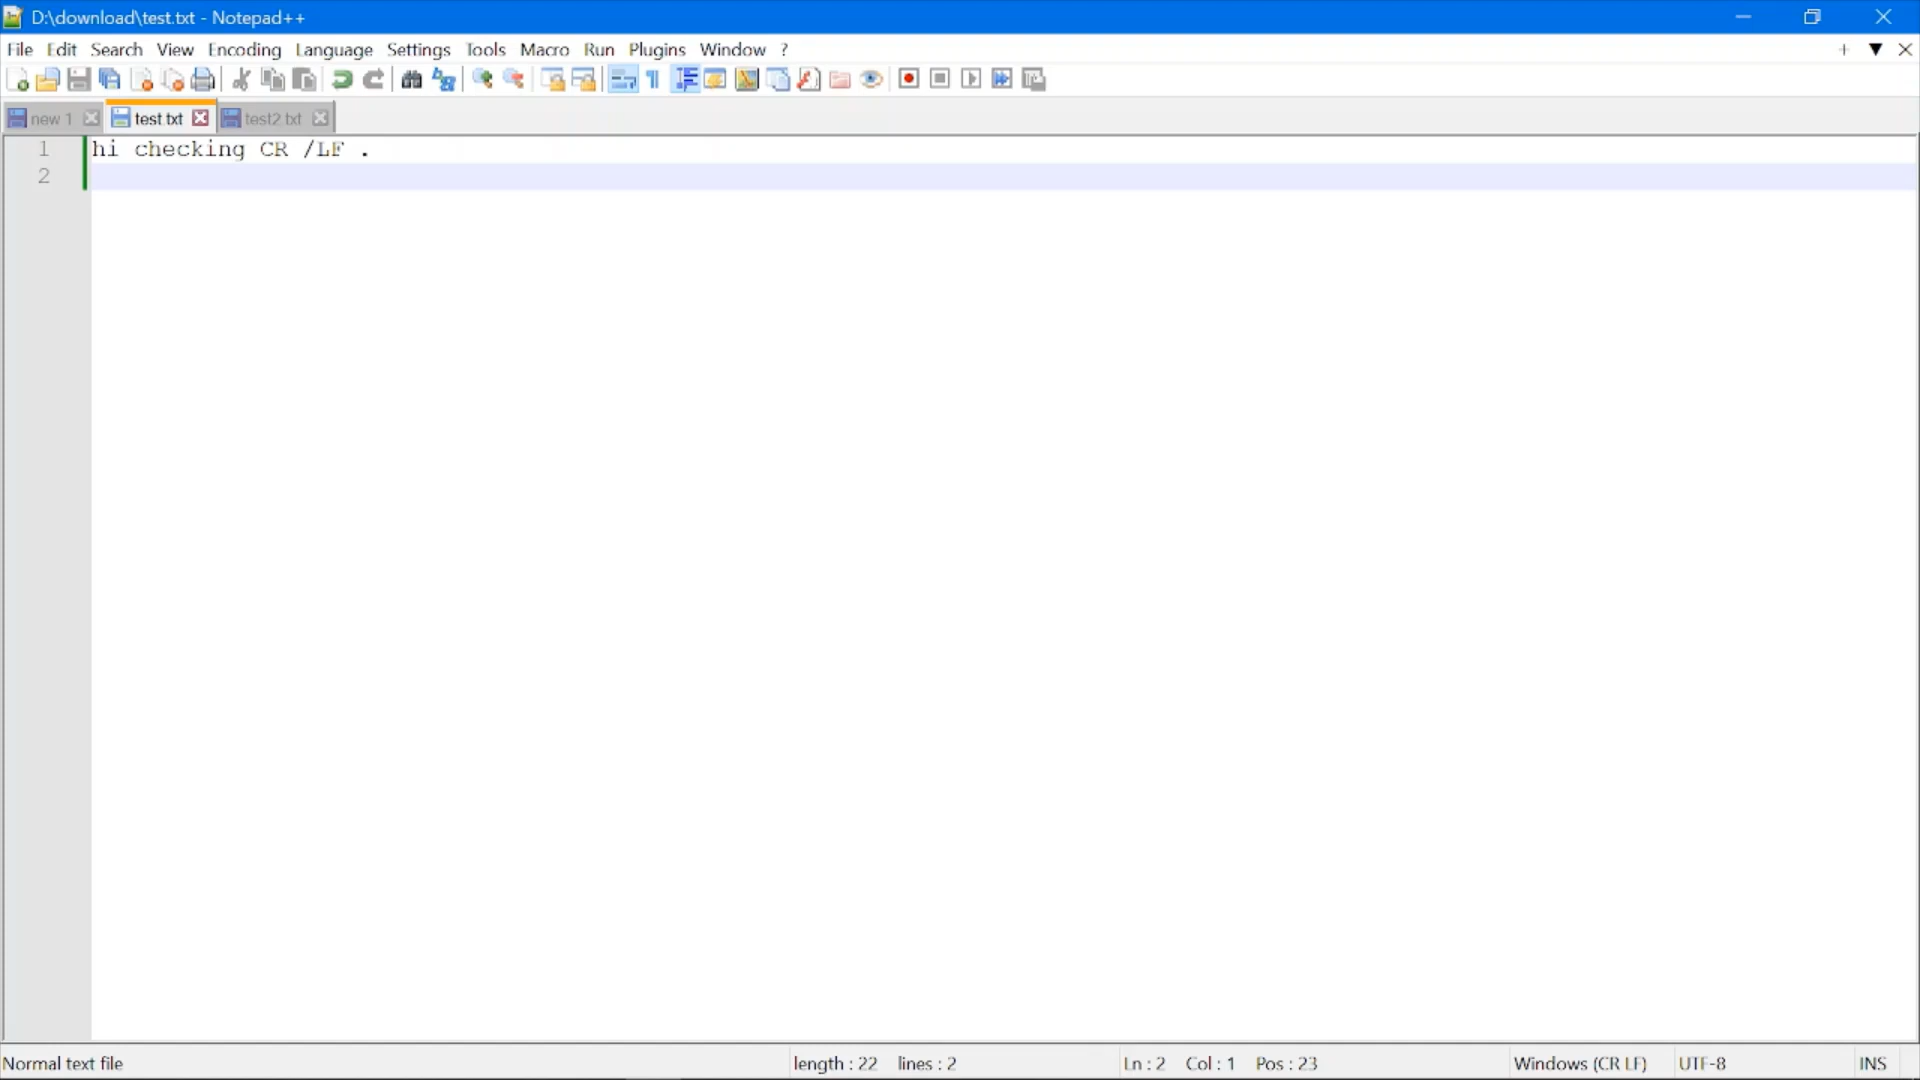 D:\download\test.txt - Notepad++
File Edit Search View Encoding Language Settings Tools Macro Run Plugins Window ?
new 1 test.txt test2.txt
1 hi checking CR /LF .
2
Normal text file length : 22 lines : 2 Ln : 2 Col : 1 Pos : 23 Windows (CR LF) UTF-8 INS